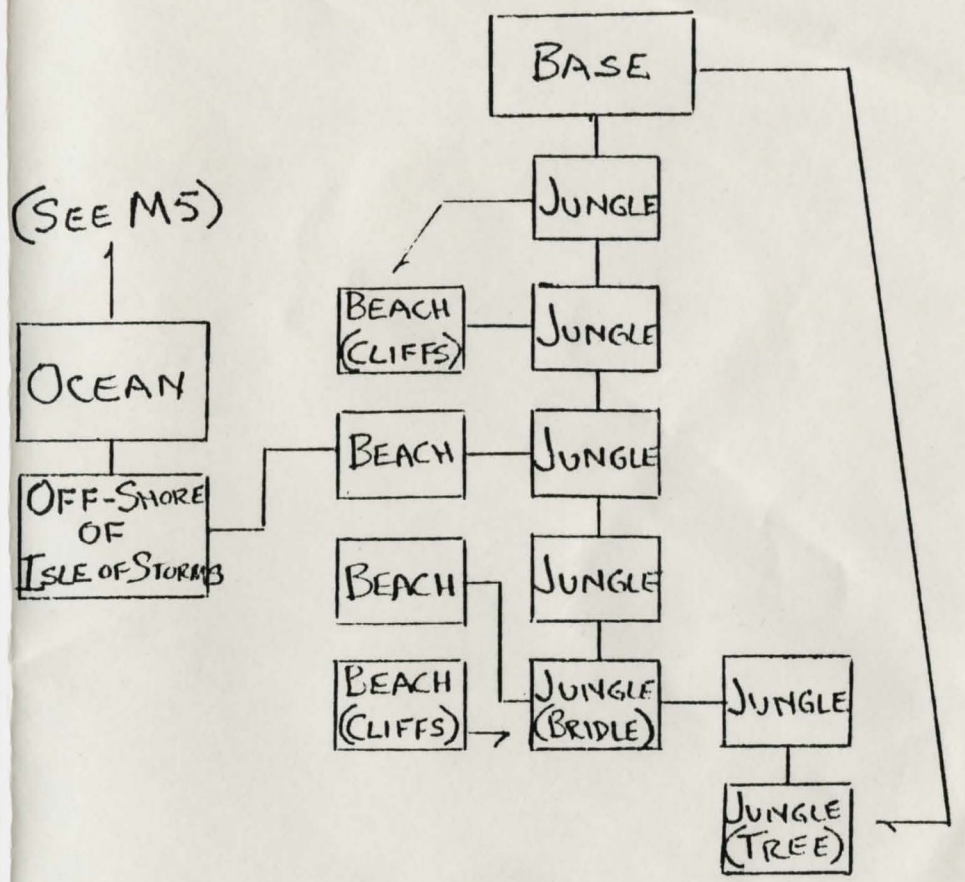 BASE
JUNGLE
(SEE M5)
BEACH
(CLIFFS)
JUNGLE
OCEAN
BEACH
JUNGLE
OFF-SHORE
OF
ISLE OF STORMS
BEACH
JUNGLE
BEACH
(CLIFFS)
JUNGLE
(BRIDLE)
JUNGLE
JUNGLE
(TREE)